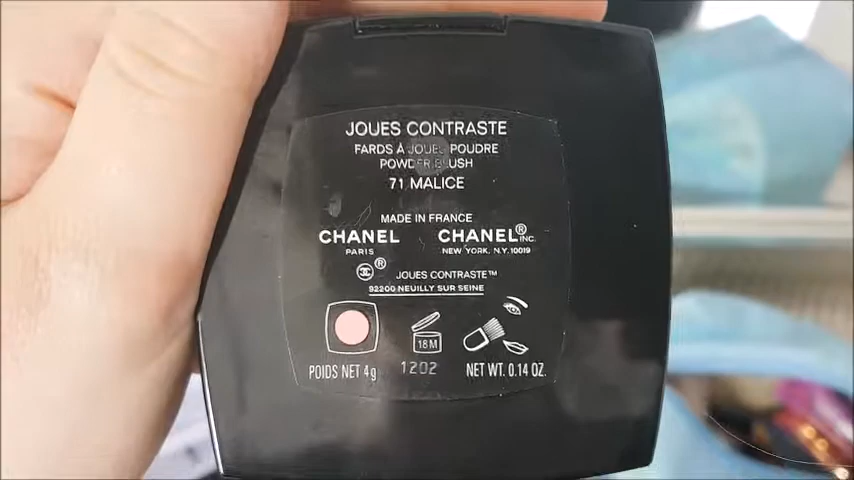 JOUES CONTRASTE
FARDS À JOUES POUDRE
POWDER BLUSH
71 MALICE
MADE IN FRANCE
CHANEL CHANEL® INC.
PARIS NEW YORK, N.Y. 10019
® JOUES CONTRASTE™
92200 NEUILLY SUR SEINE
18M
POIDS NET 4g 1202 NET WT. 0.14 OZ.